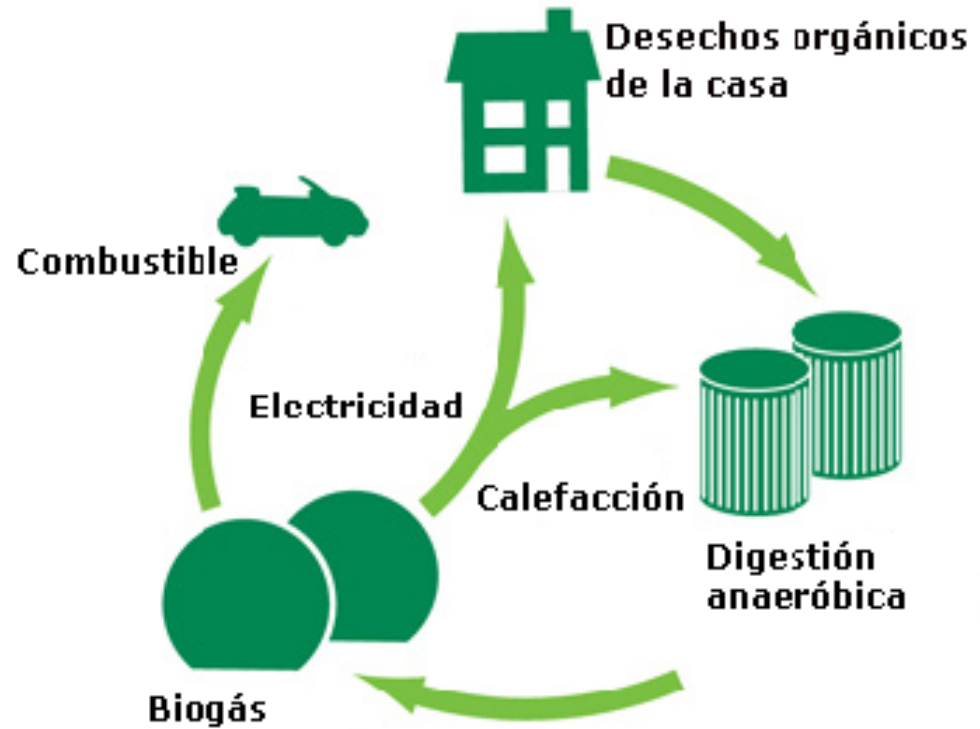 Desechos orgánicos
de la casa
Combustible
Electricidad
Calefacción
Digestión
anaeróbica
Biogás